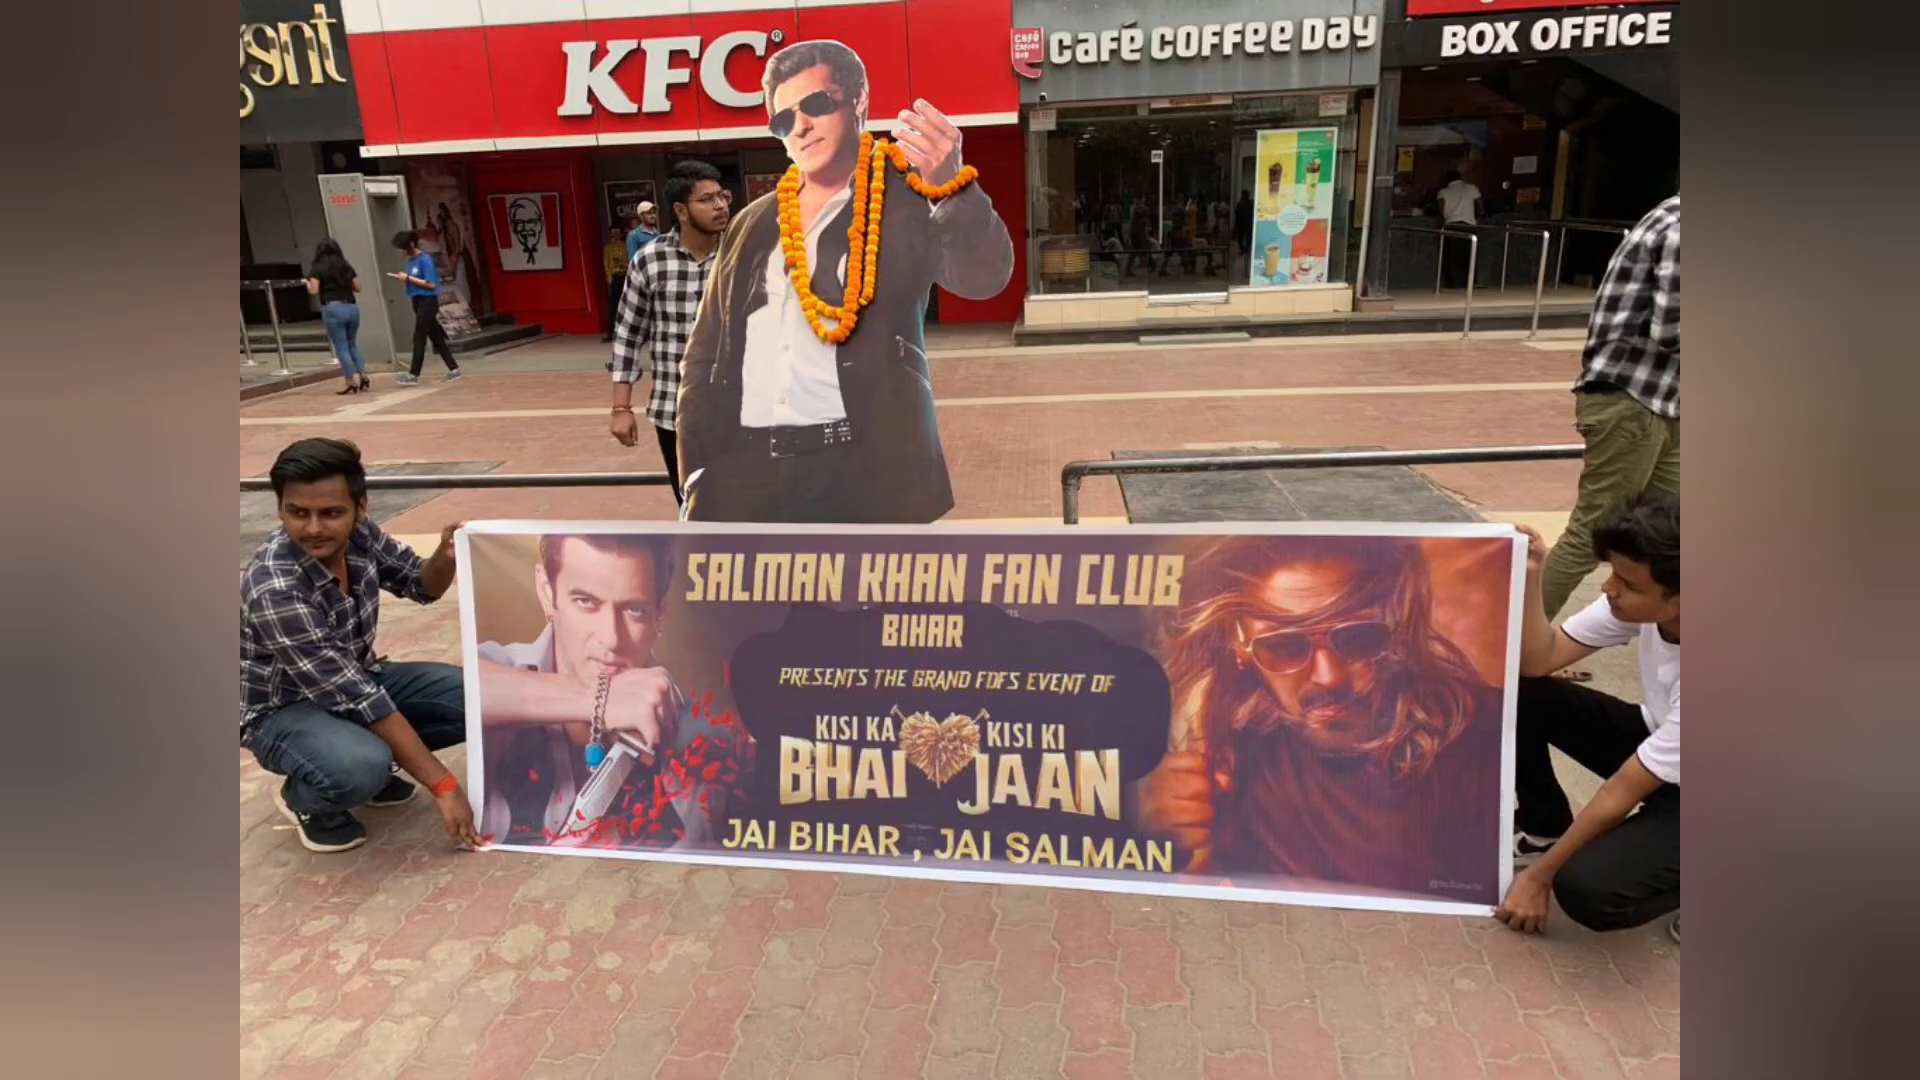 KFC®
Café Coffee Day
BOX OFFICE
SALMAN KHAN FAN CLUB
BIHAR
PRESENTS THE GRAND FDFS EVENT OF
KISI KA KISI KI
BHAI JAAN
JAI BIHAR , JAI SALMAN